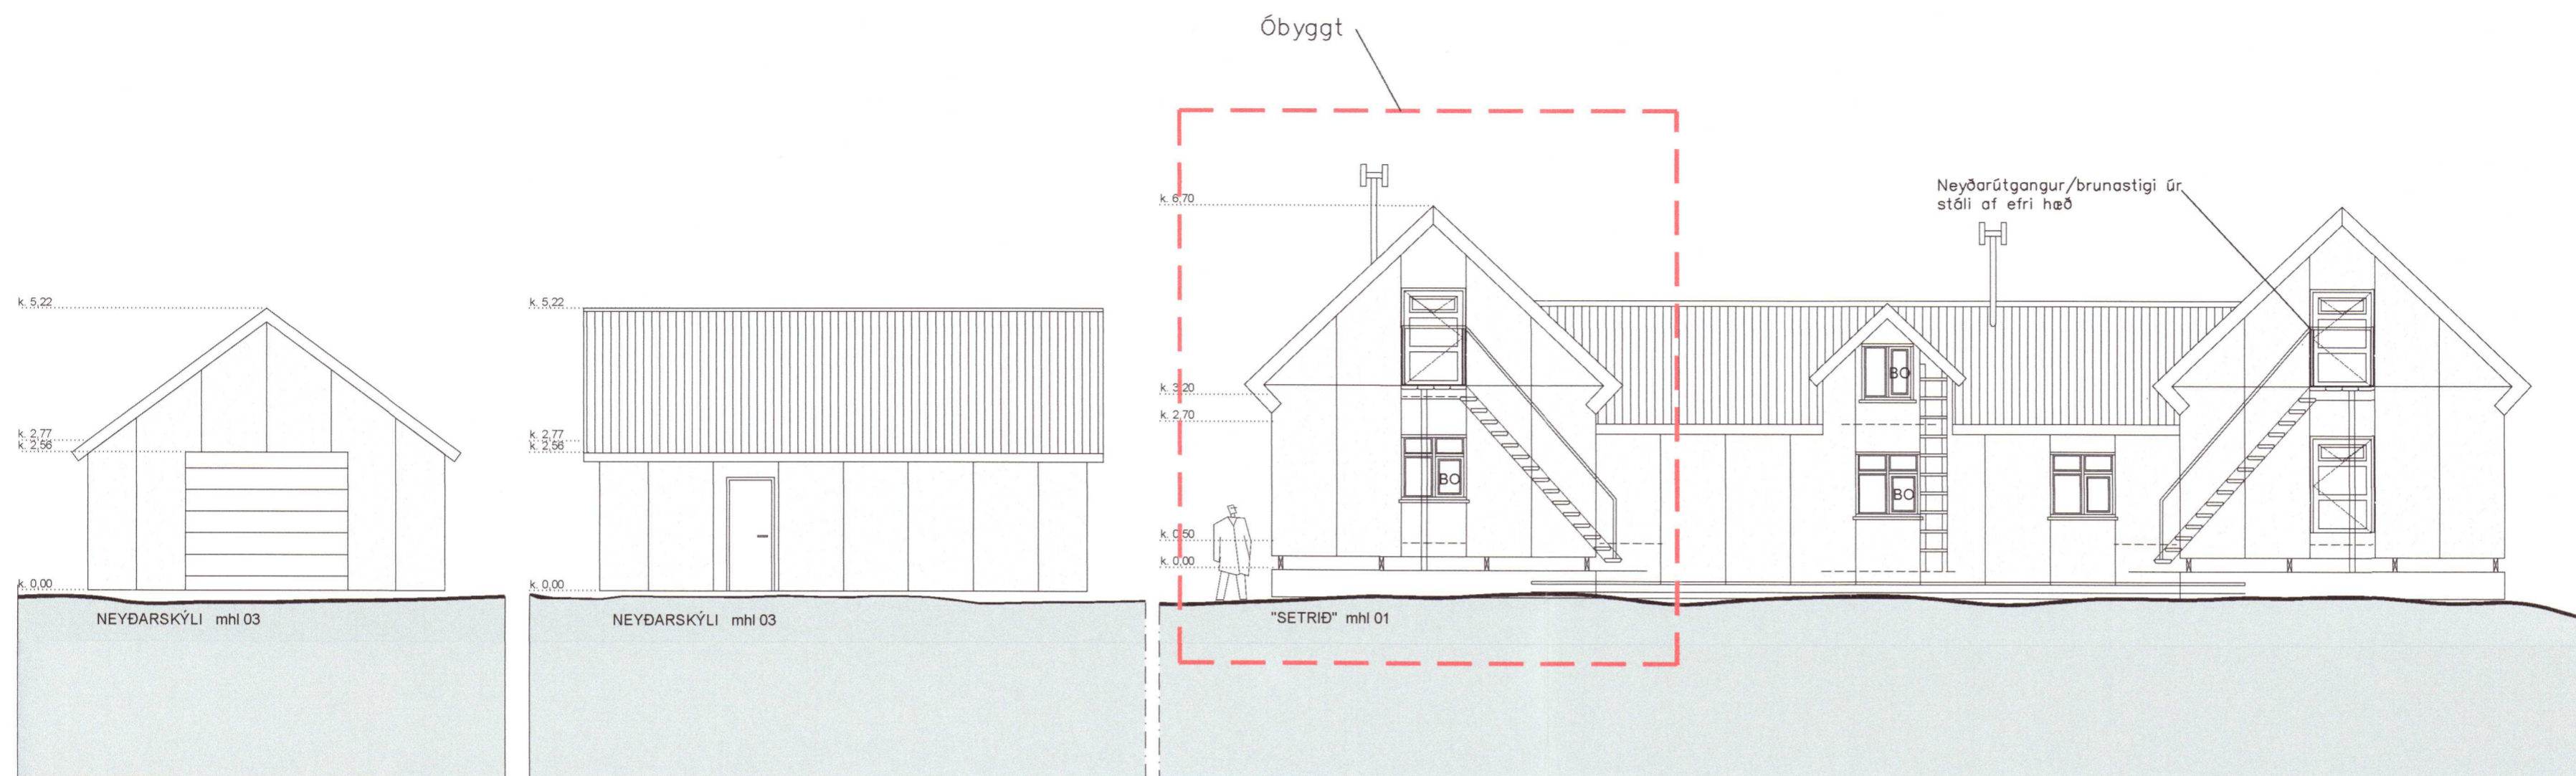 Óbyggt
Neyðarútgangur/brunastigi úr
stáli af efri hæð
k. 5,22
k. 2,77
k. 2,56
k. 0,00
NEYÐARSKÝLI mhl 03
k. 5,22
k. 2,77
k. 2,56
k. 0,00
NEYÐARSKÝLI mhl 03
k. 6,70
k. 3,20
k. 2,70
k. 0,50
k. 0,00
BO
BO
BO
"SETRIÐ" mhl 01